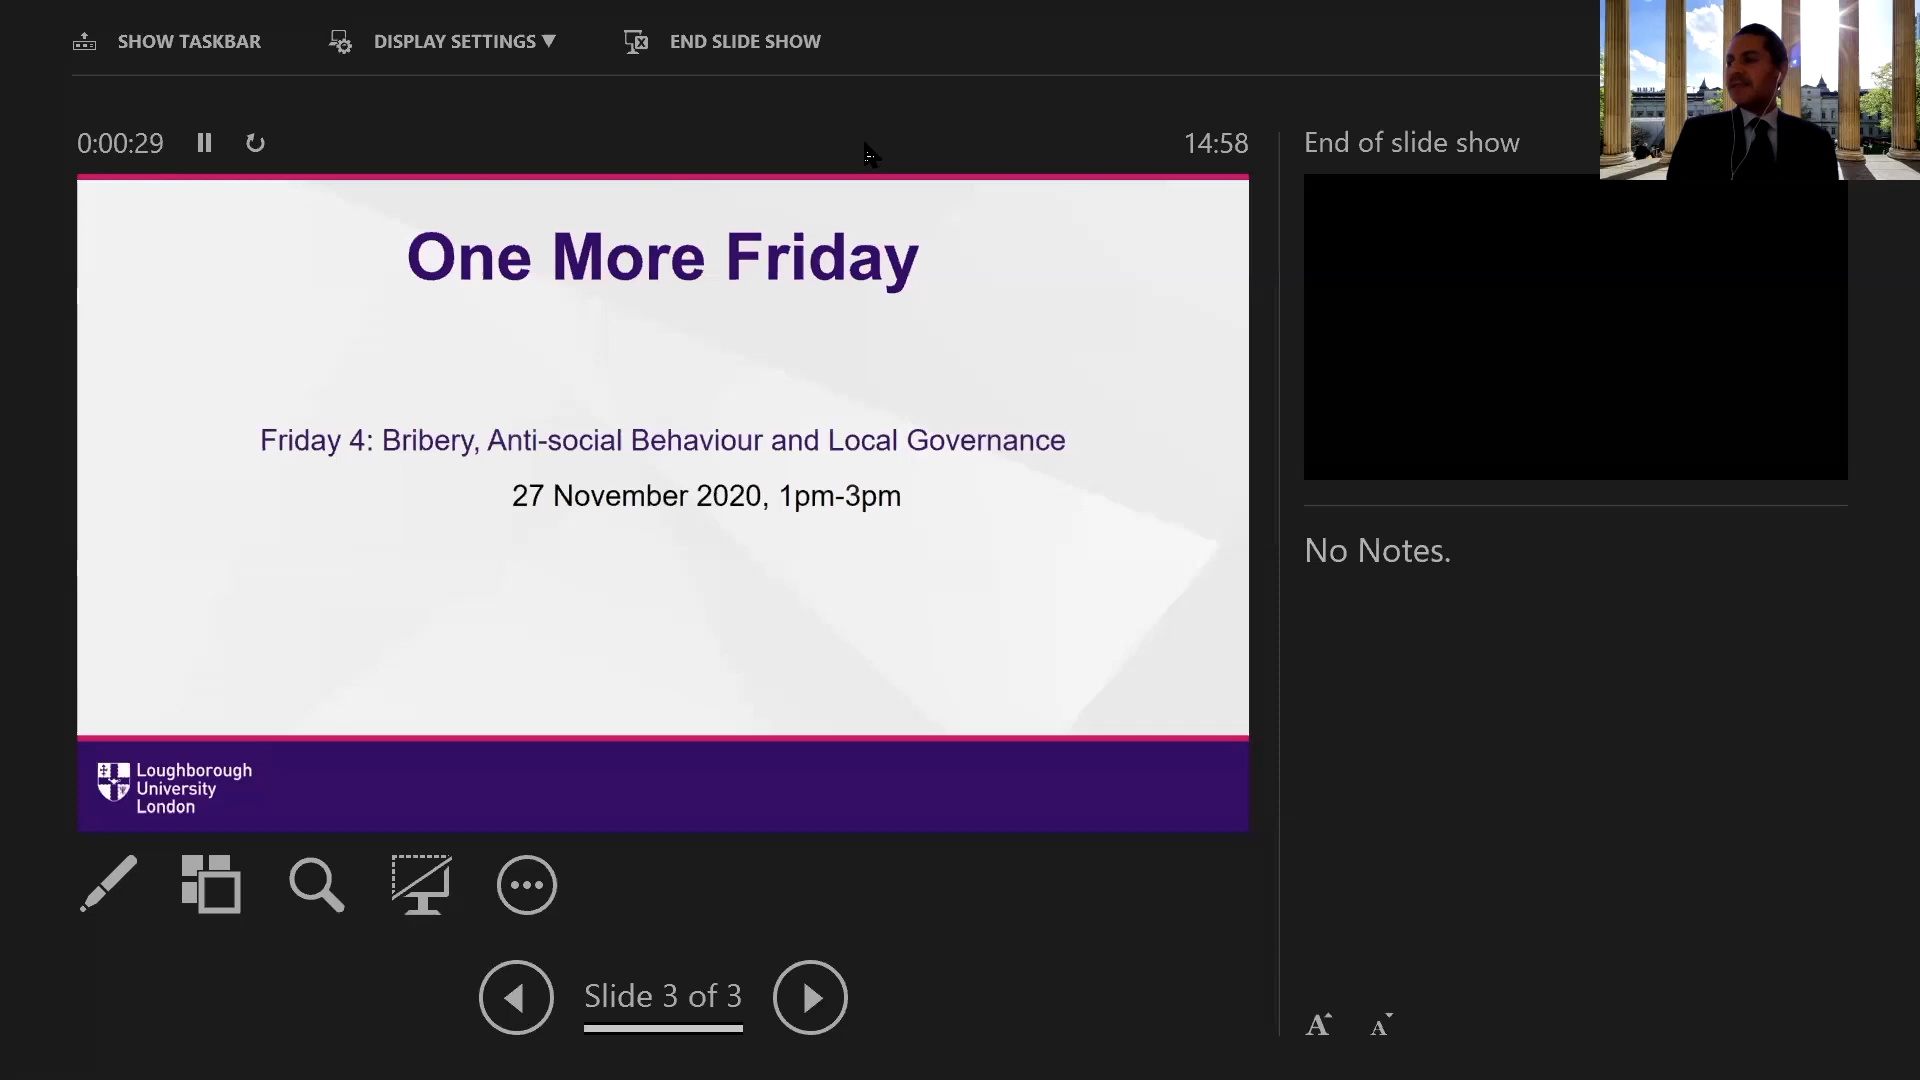 SHOW TASKBAR
DISPLAY SETTINGS ▼
END SLIDE SHOW
0:00:29
14:58
End of slide show
One More Friday
Friday 4: Bribery, Anti-social Behaviour and Local Governance
27 November 2020, 1pm-3pm
Loughborough
University
London
No Notes.
Slide 3 of 3
A A